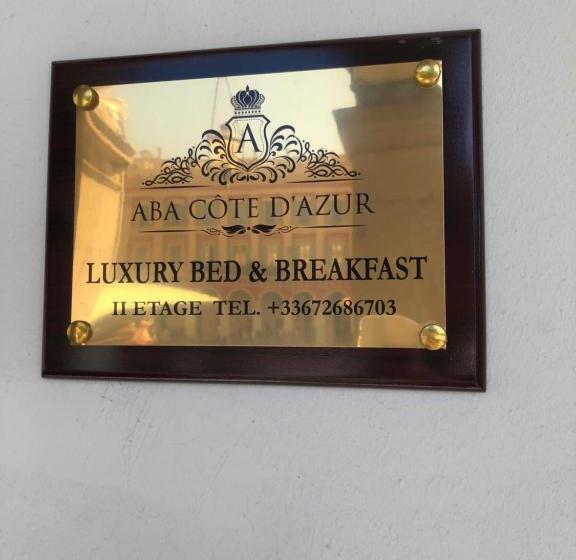 A
ABA CÔTE D'AZUR
LUXURY BED & BREAKFAST
II ETAGE TEL. +33672686703